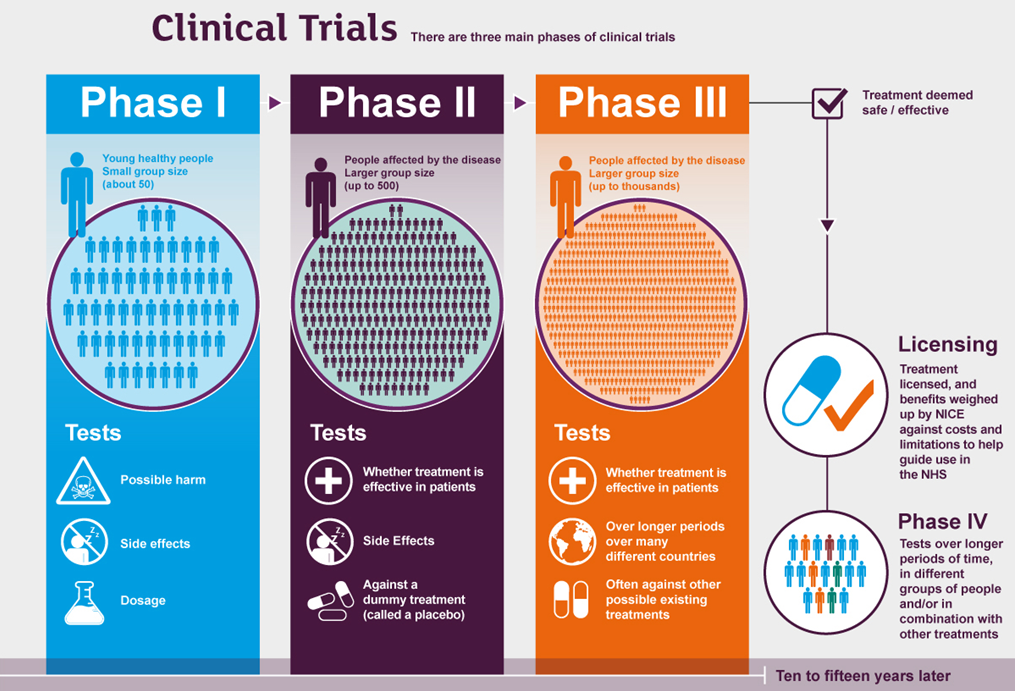 Clinical Trials
There are three main phases of clinical trials
Phase I
Young healthy people
Small group size
(about 50)
Tests
Possible harm
Side effects
Z Z Z
Dosage
Phase II
People affected by the disease
Larger group size
(up to 500)
Tests
Whether treatment is
effective in patients
Side Effects
Z Z Z
Against a
dummy treatment
(called a placebo)
Phase III
People affected by the disease
Larger group size
(up to thousands)
Tests
Whether treatment is
effective in patients
Over longer periods
over many
different countries
Often against other
possible existing
treatments
Treatment deemed
safe / effective
Licensing
Treatment
licensed, and
benefits weighed
up by NICE
against costs and
limitations to help
guide use in
the NHS
Phase IV
Tests over longer
periods of time,
in different
groups of people
and/or in
combination with
other treatments
Ten to fifteen years later